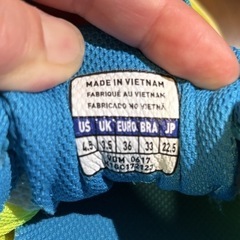 MADE IN VIETNAM
FABRIQUÉ AU VIETNAM
FABRICADO NO VIETNÃ
US UK EURO BRA JP
4.5 3.5 36 33 22.5
0617